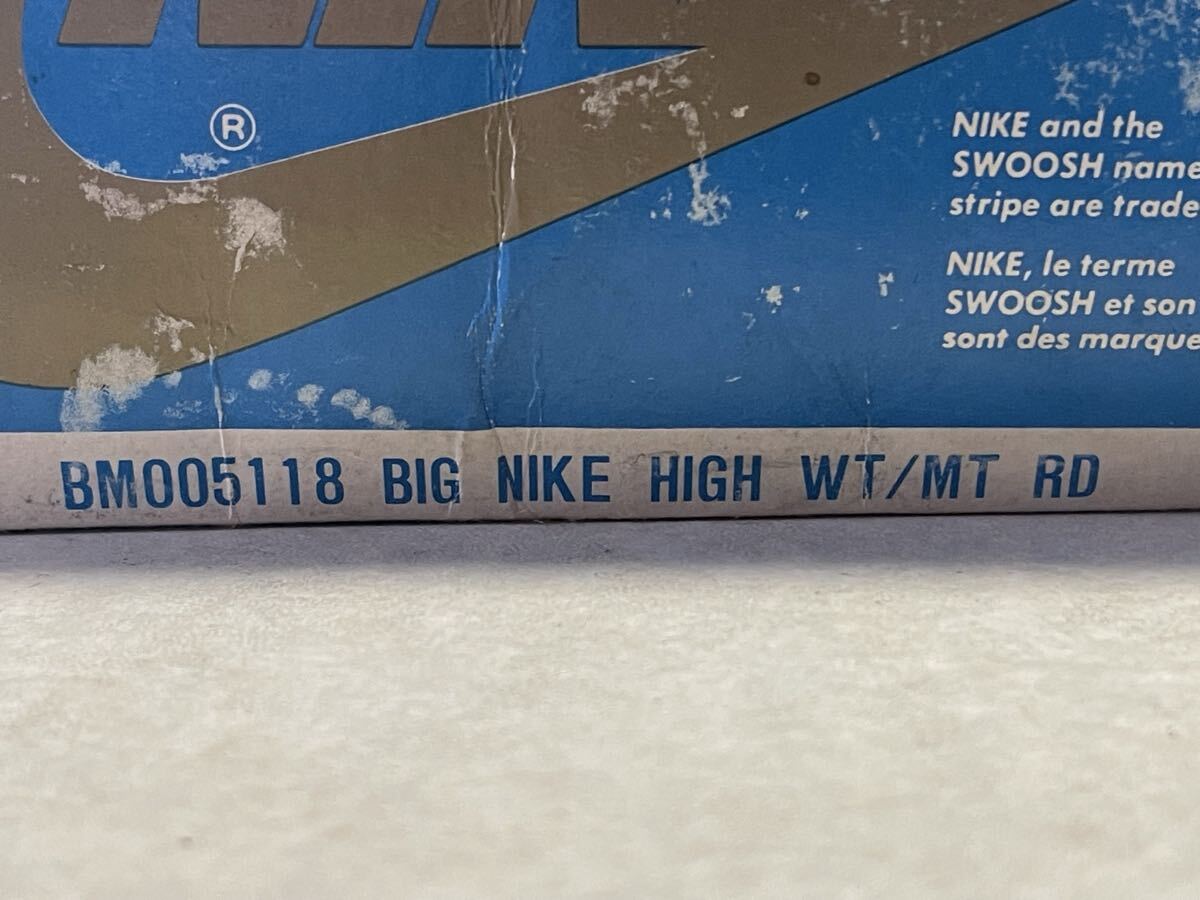 ®
NIKE and the
SWOOSH name
stripe are trade
NIKE, le terme
SWOOSH et son
sont des marque
BM005118 BIG NIKE HIGH WT/MT RD